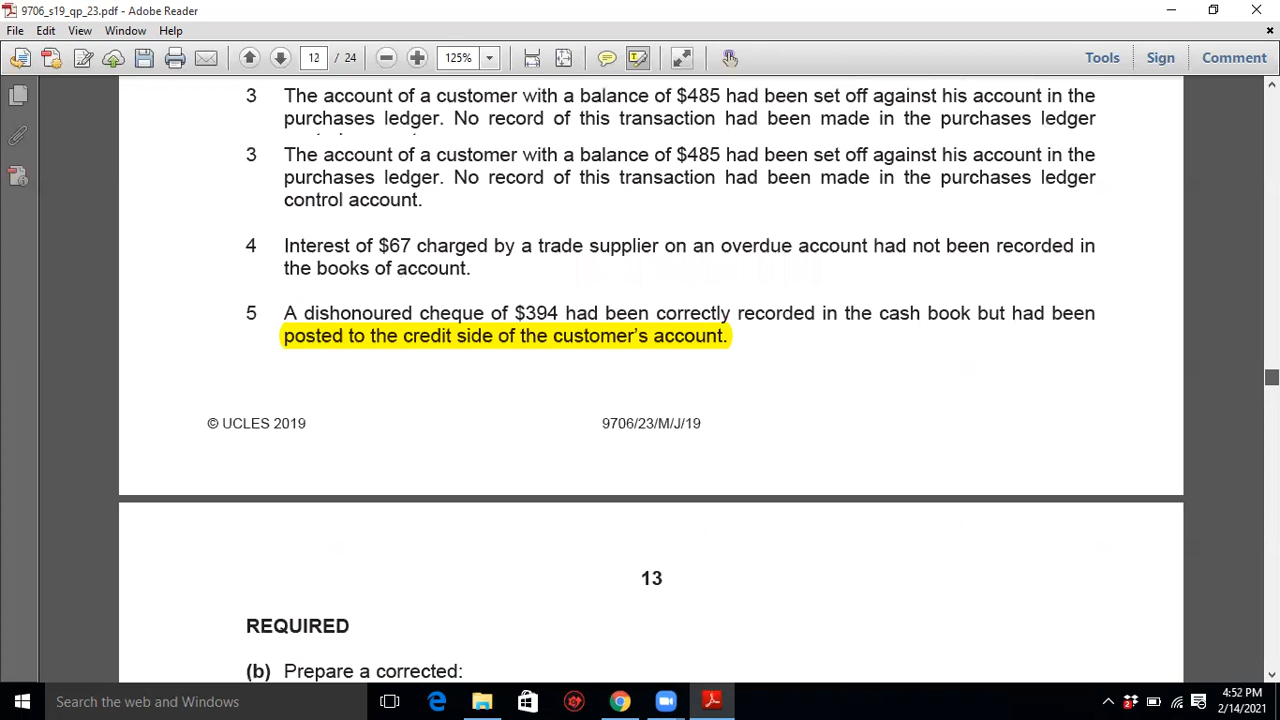 9706_s19_qp_23.pdf - Adobe Reader
File Edit View Window Help
12 / 24 125% Tools Sign Comment
3 The account of a customer with a balance of $485 had been set off against his account in the
purchases ledger. No record of this transaction had been made in the purchases ledger
3 The account of a customer with a balance of $485 had been set off against his account in the
purchases ledger. No record of this transaction had been made in the purchases ledger
control account.
4 Interest of $67 charged by a trade supplier on an overdue account had not been recorded in
the books of account.
5 A dishonoured cheque of $394 had been correctly recorded in the cash book but had been
posted to the credit side of the customer's account.
© UCLES 2019 9706/23/M/J/19
13
REQUIRED
(b) Prepare a corrected:
Search the web and Windows
4:52 PM
2/14/2021